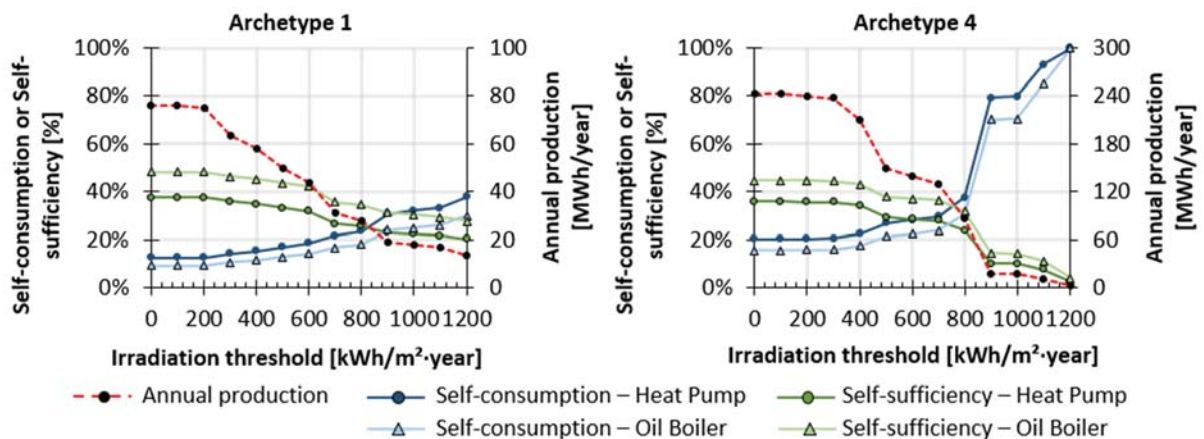 Archetype 1
Self-consumption or Self-
sufficiency [%]
100%
80%
60%
40%
20%
0%
100
80
60
40
20
0
Annual production
[MWh/year]
0 200 400 600 800 1000 1200
Irradiation threshold [kWh/m²·year]
Archetype 4
Self-consumption or Self-
sufficiency [%]
100%
80%
60%
40%
20%
0%
300
240
180
120
60
0
Annual production
[MWh/year]
0 200 400 600 800 1000 1200
Irradiation threshold [kWh/m²·year]
Annual production
Self-consumption – Heat Pump
Self-sufficiency – Heat Pump
Self-consumption – Oil Boiler
Self-sufficiency – Oil Boiler